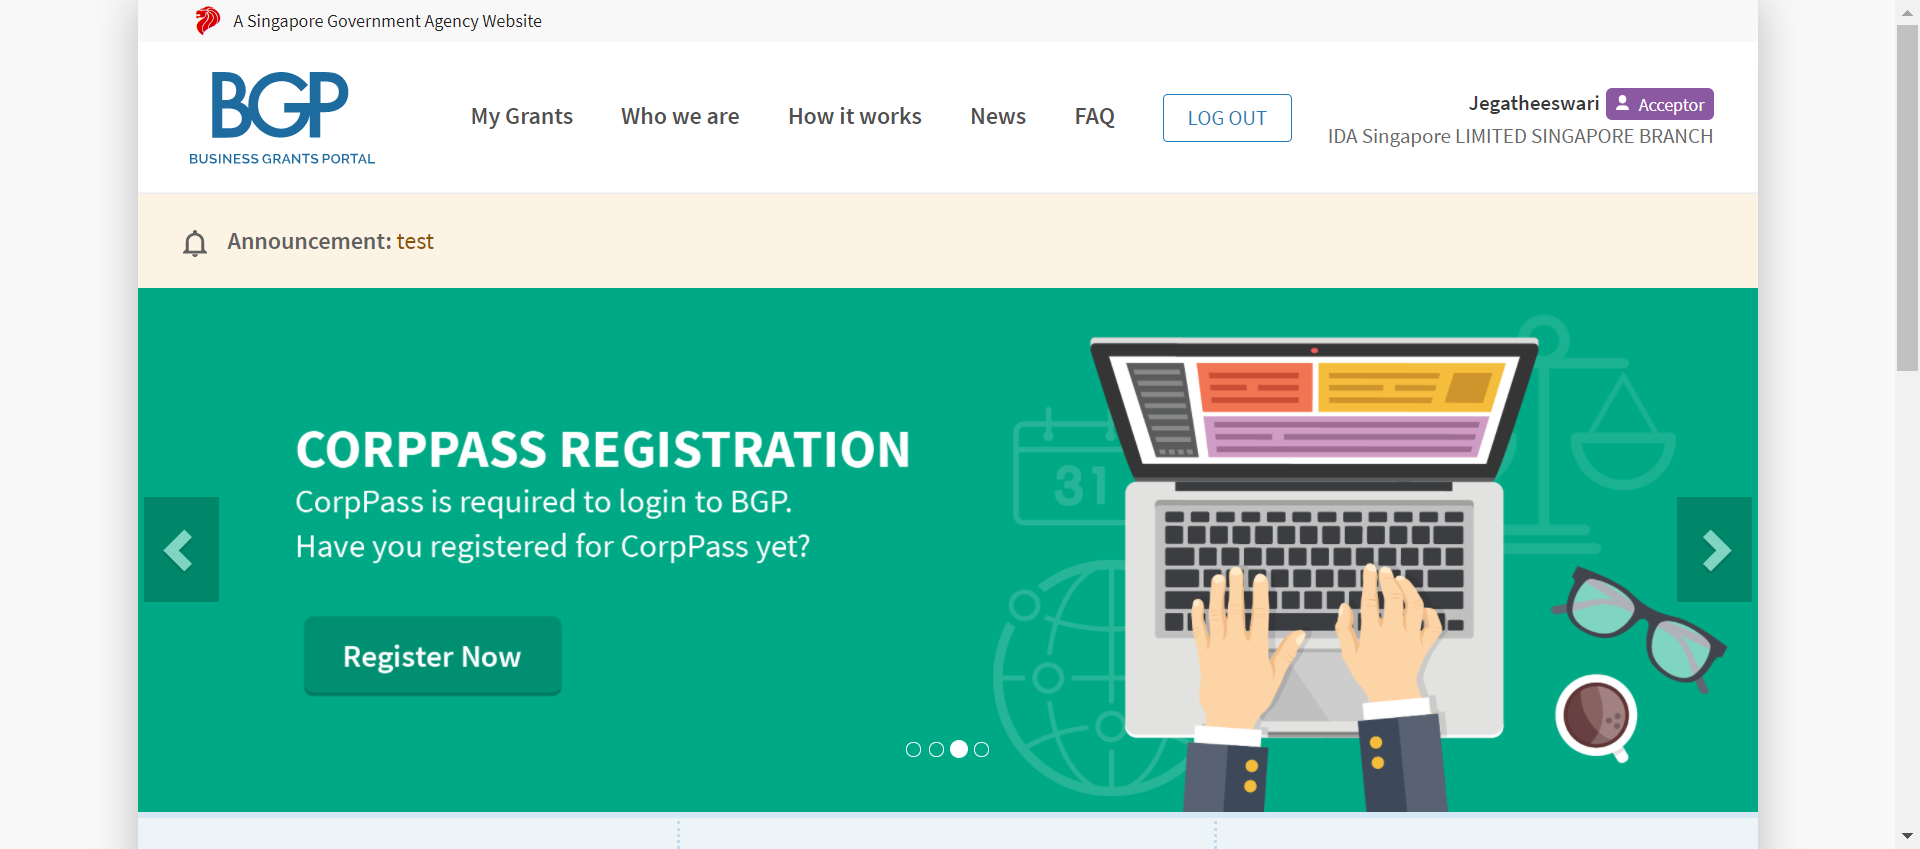 A Singapore Government Agency Website
BGP
BUSINESS GRANTS PORTAL
My Grants
Who we are
How it works
News
FAQ
LOG OUT
Jegatheeswari Acceptor
IDA Singapore LIMITED SINGAPORE BRANCH
Announcement: test
CORPPASS REGISTRATION
CorpPass is required to login to BGP.
Have you registered for CorpPass yet?
Register Now
31